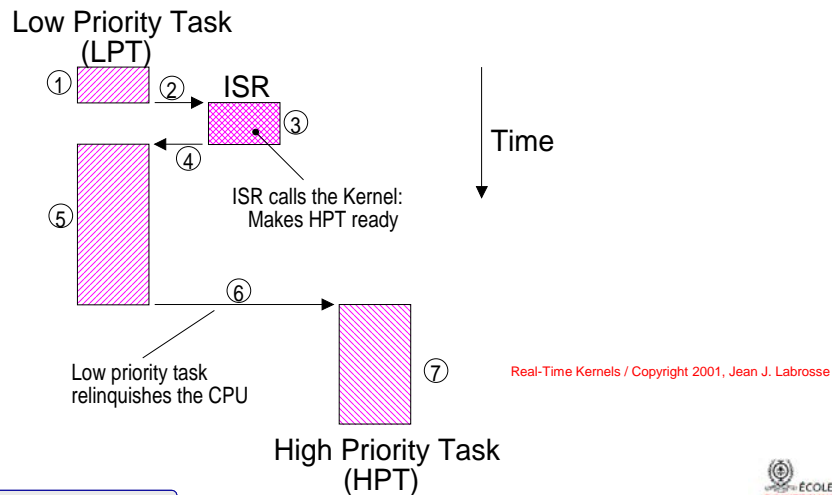 Low Priority Task
(LPT)
1
2
ISR
3
Time
4
ISR calls the Kernel:
Makes HPT ready
5
6
Low priority task
relinquishes the CPU
7
Real-Time Kernels / Copyright 2001, Jean J. Labrosse
High Priority Task
(HPT)
ÉCOLE